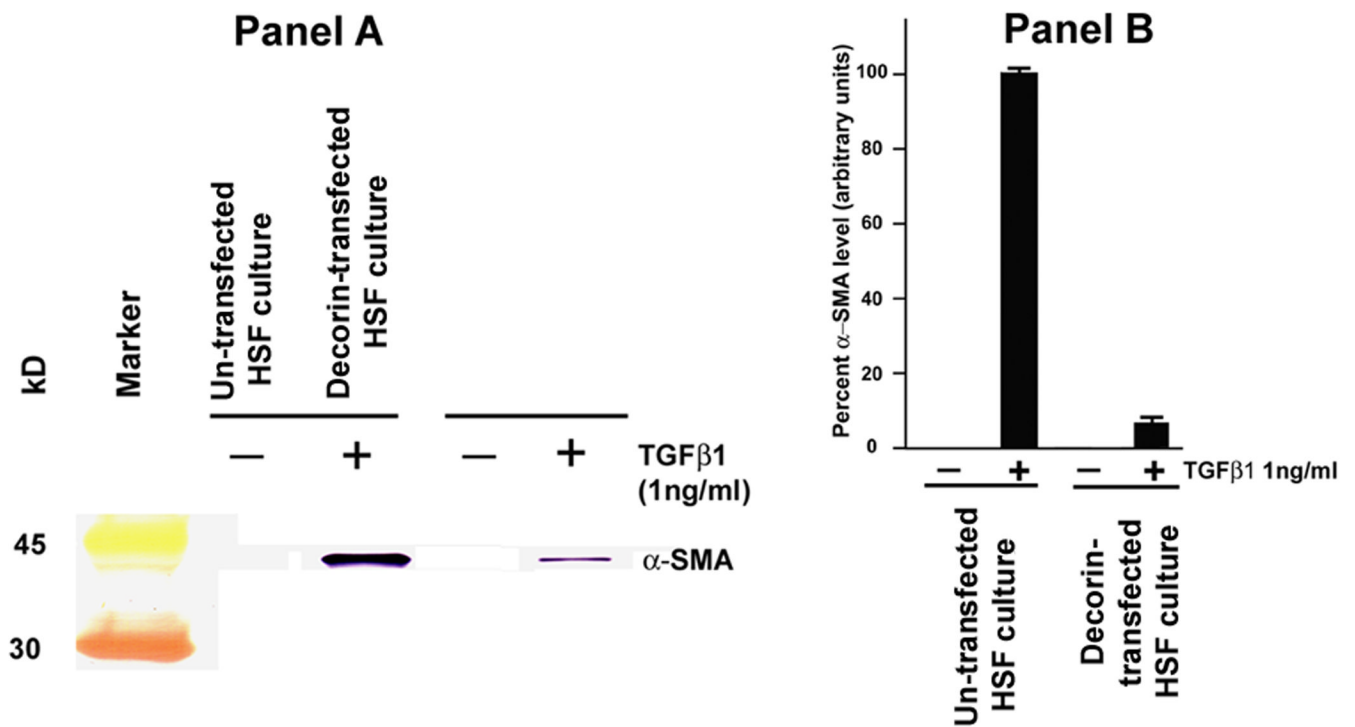 Panel A
kD
Marker
Un-transfected
HSF culture
Decorin-transfected
HSF culture
— + — + TGFβ1
(1ng/ml)
45
α-SMA
30
Panel B
Percent α–SMA level (arbitrary units)
100
80
60
40
20
0
– + – + TGFβ1 1ng/ml
Un-transfected
HSF culture
Decorin-
transfected
HSF culture